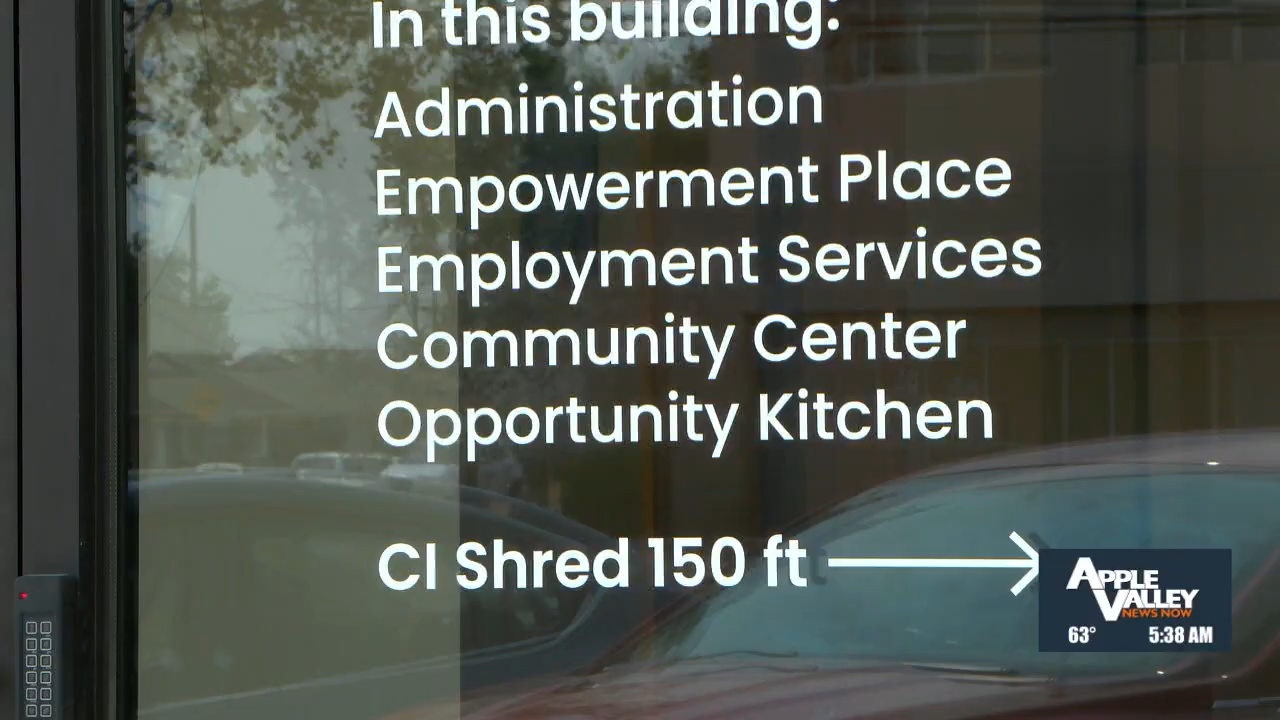 In this building:
Administration
Empowerment Place
Employment Services
Community Center
Opportunity Kitchen
CI Shred 150 ft
APPLE
VALLEY
NEWS NOW
63° 5:38 AM